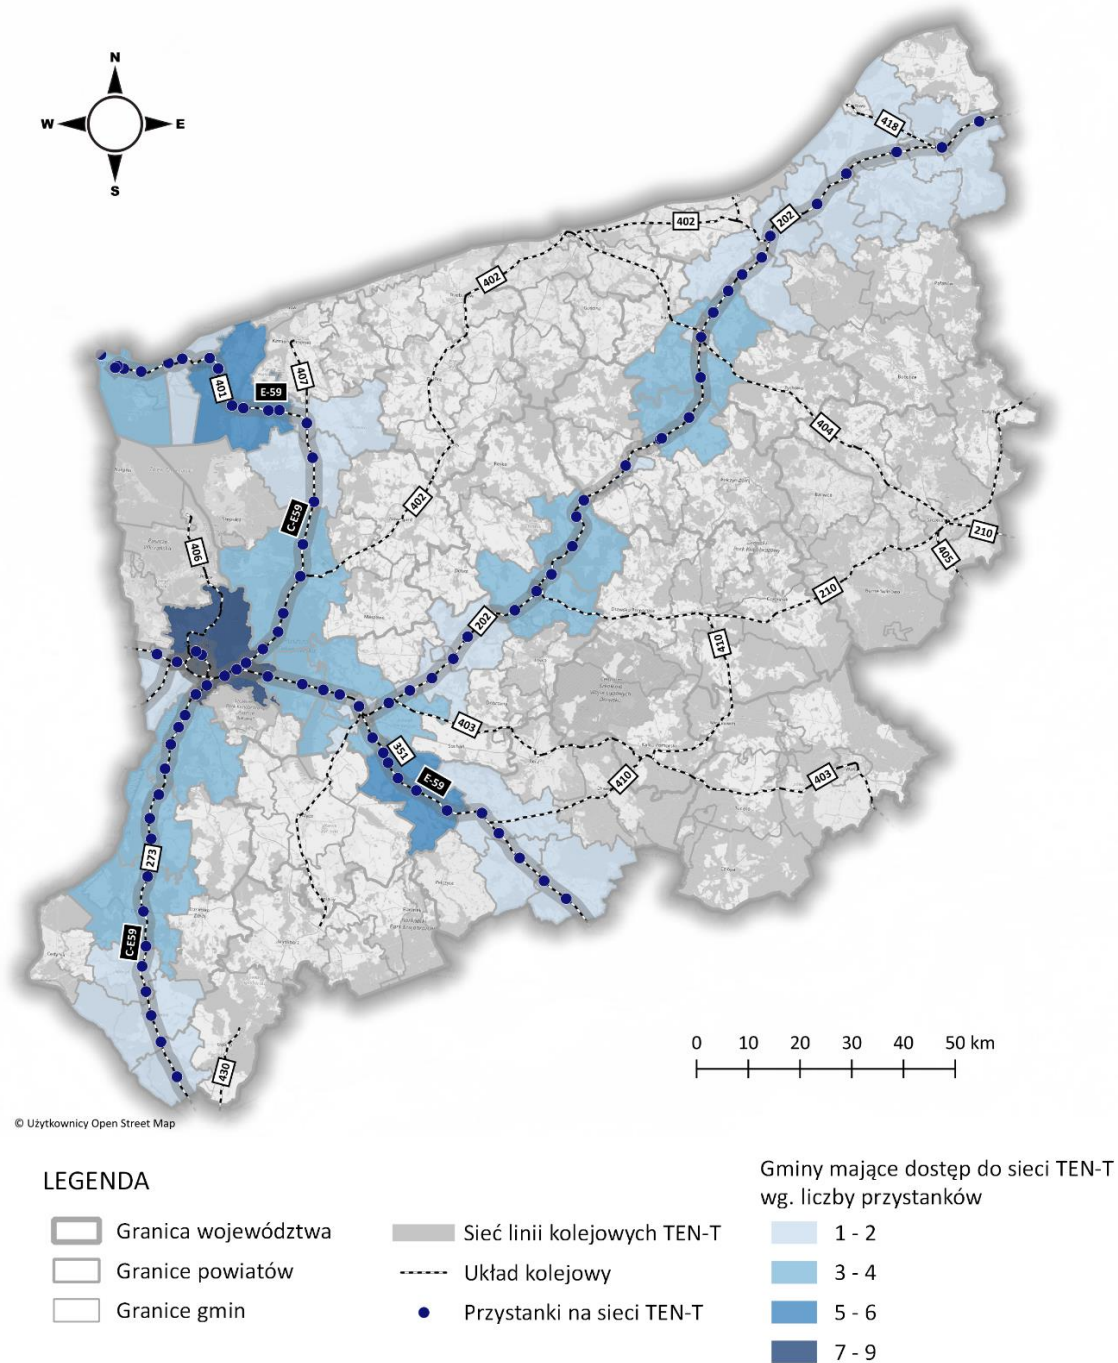 N
W E
S
418
202
402
402
401
E-59
407
404
C-E59
402
210
406
405
210
202
410
403
351
E-59
403
410
273
C-E59
0 10 20 30 40 50 km
430
© Użytkownicy Open Street Map
LEGENDA
Granica województwa
Granice powiatów
Granice gmin
Sieć linii kolejowych TEN-T
Układ kolejowy
Przystanki na sieci TEN-T
Gminy mające dostęp do sieci TEN-T
wg. liczby przystanków
1 - 2
3 - 4
5 - 6
7 - 9